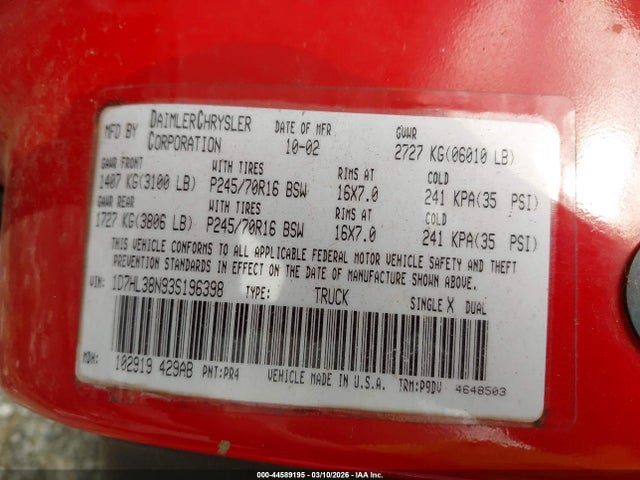 MFD BY DAIMLERCHRYSLER CORPORATION DATE OF MFR 10-02 GVWR 2727 KG(06010 LB)
GAWR FRONT WITH TIRES RIMS AT COLD
1407 KG(3100 LB) P245/70R16 BSW 16X7.0 241 KPA(35 PSI)
GAWR REAR WITH TIRES RIMS AT COLD
1727 KG(3806 LB) P245/70R16 BSW 16X7.0 241 KPA(35 PSI)
THIS VEHICLE CONFORMS TO ALL APPLICABLE FEDERAL MOTOR VEHICLE SAFETY AND THEFT
PREVENTION STANDARDS IN EFFECT ON THE DATE OF MANUFACTURE SHOWN ABOVE.
VIN: 1D7HL38N93S196398 TYPE: TRUCK SINGLE X DUAL
MDH: 102919 429AB PNT:PR4 VEHICLE MADE IN U.S.A. TRM:P9DV 4648503
000-44589195 - 03/10/2026 - IAA Inc.